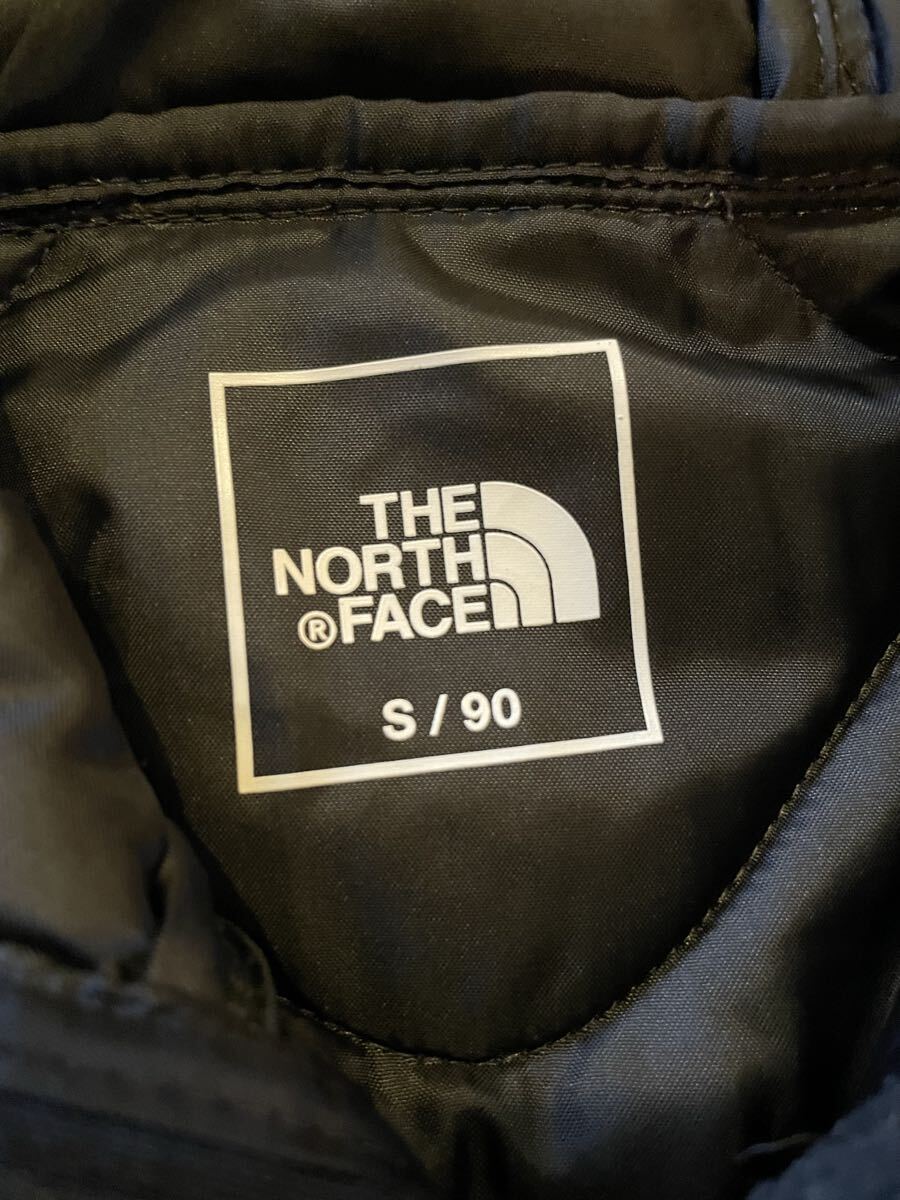 THE
NORTH
®FACE
S / 90